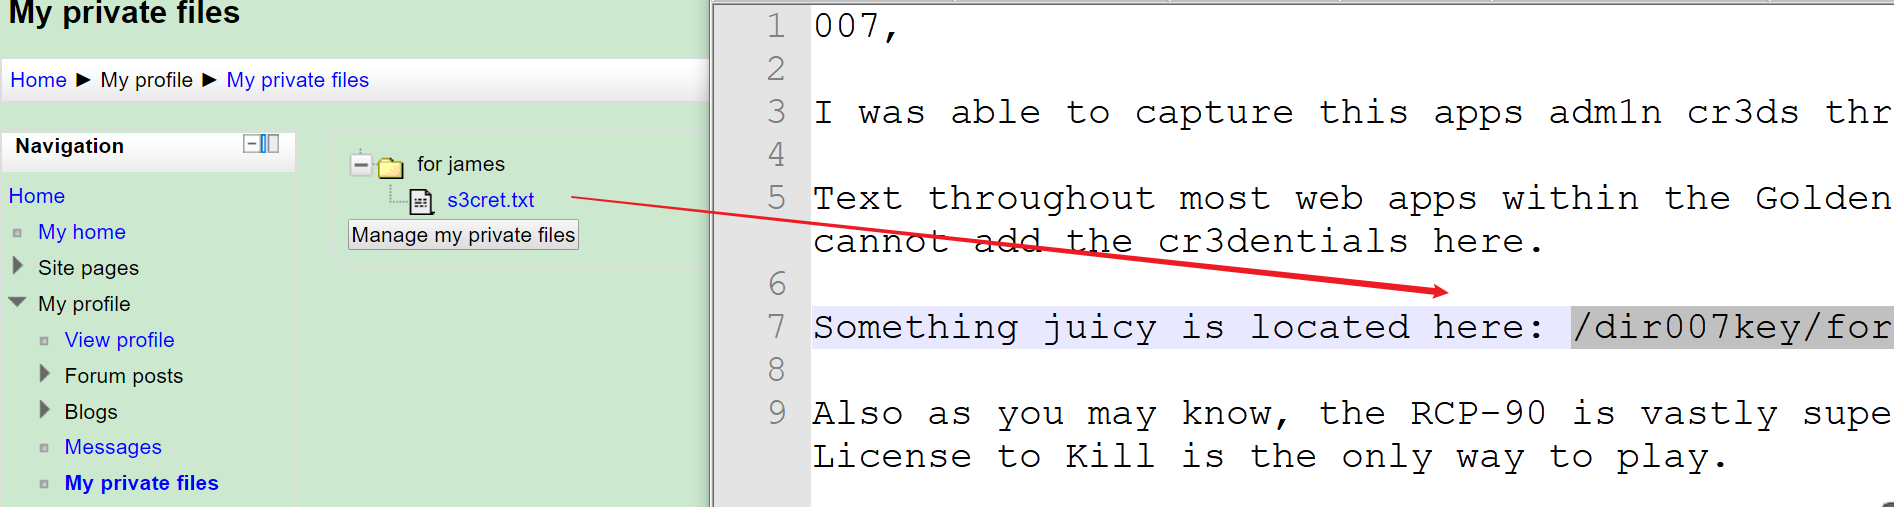 My private files
Home ► My profile ► My private files
Navigation
Home
My home
Site pages
My profile
View profile
Forum posts
Blogs
Messages
My private files
for james
s3cret.txt
Manage my private files
1 007,
2
3 I was able to capture this apps adm1n cr3ds thr
4
5 Text throughout most web apps within the Golden
cannot add the cr3dentials here.
6
7 Something juicy is located here: /dir007key/for
8
9 Also as you may know, the RCP-90 is vastly supe
License to Kill is the only way to play.